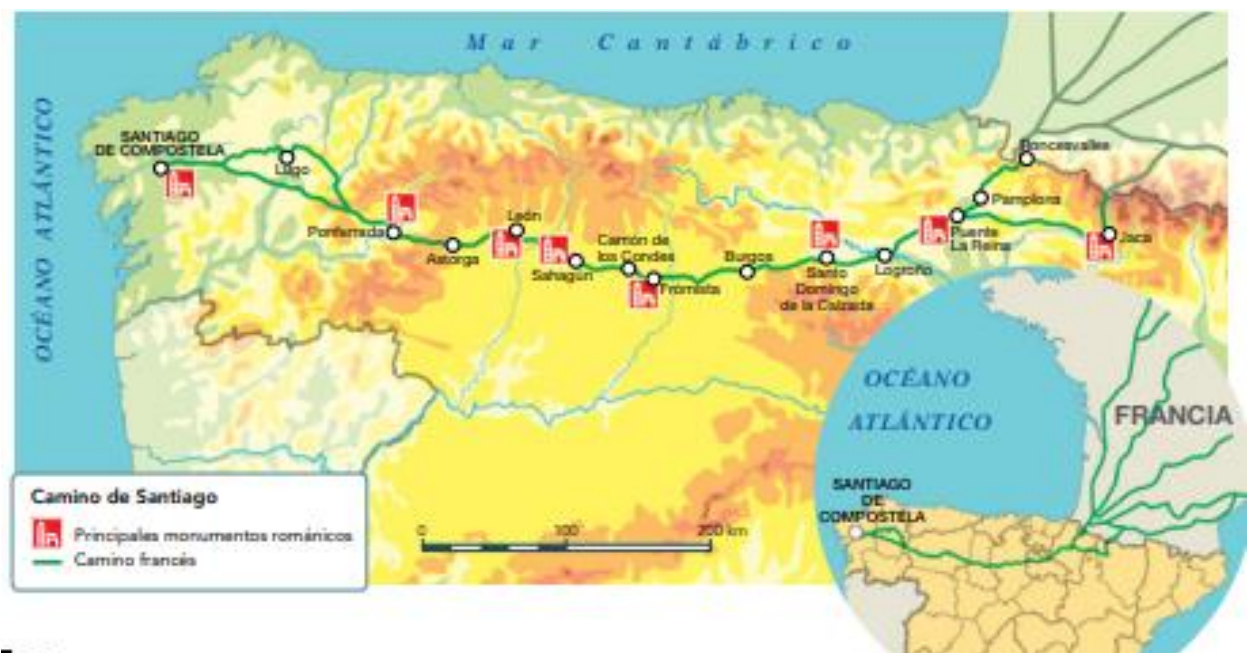 Mar Cantábrico
OCÉANO ATLÁNTICO
SANTIAGO
DE COMPOSTELA
Lugo
Ponferrada
Astorga
León
Sahagún
Carrión de
los Condes
Frómista
Burgos
Santo
Domingo
de la Calzada
Logroño
Puente
La Reina
Pamplona
Roncesvalles
Jaca
Camino de Santiago
Principales monumentos románicos
Camino francés
0 100 200 km
OCÉANO
ATLÁNTICO
FRANCIA
SANTIAGO
DE
COMPOSTELA